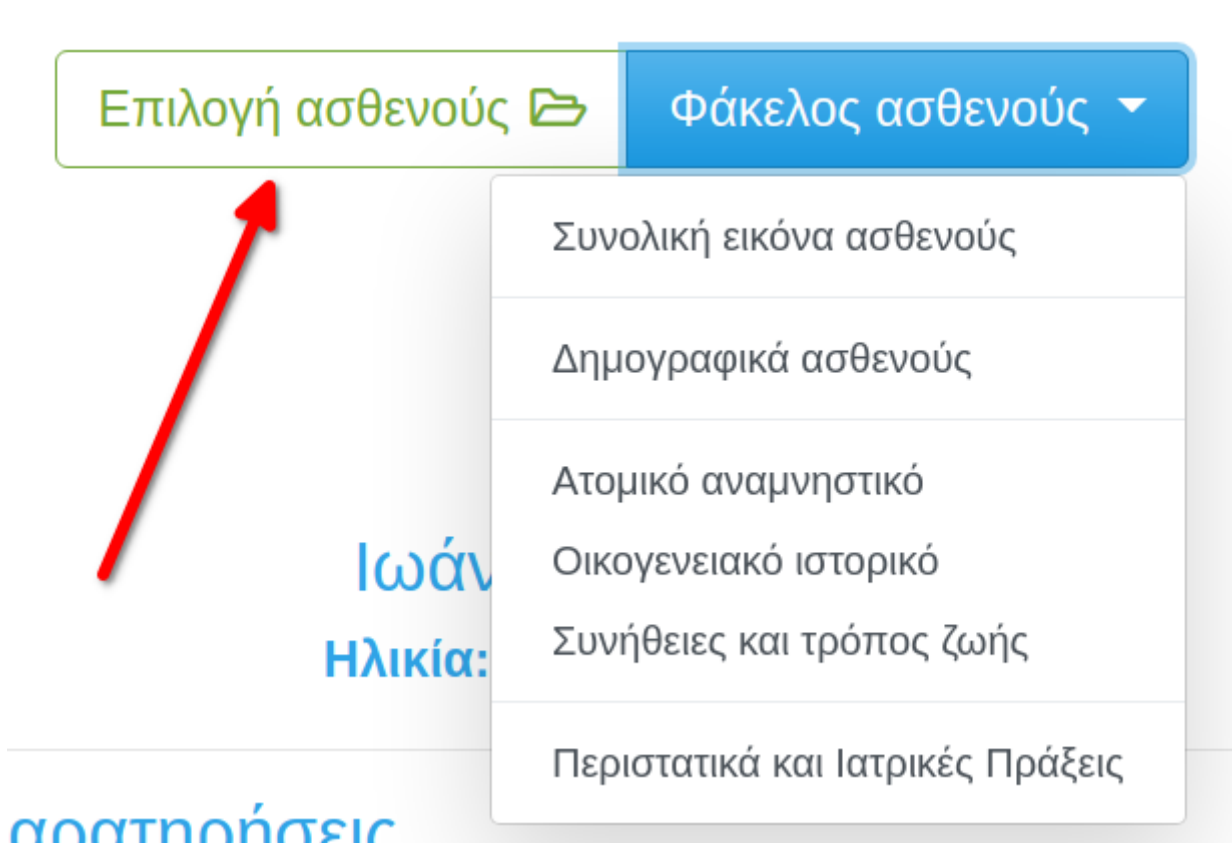 Επιλογή ασθενούς Φάκελος ασθενούς
Συνολική εικόνα ασθενούς
Δημογραφικά ασθενούς
Ατομικό αναμνηστικό
Οικογενειακό ιστορικό
Συνήθειες και τρόπος ζωής
Ηλικία:
Περιστατικά και Ιατρικές Πράξεις